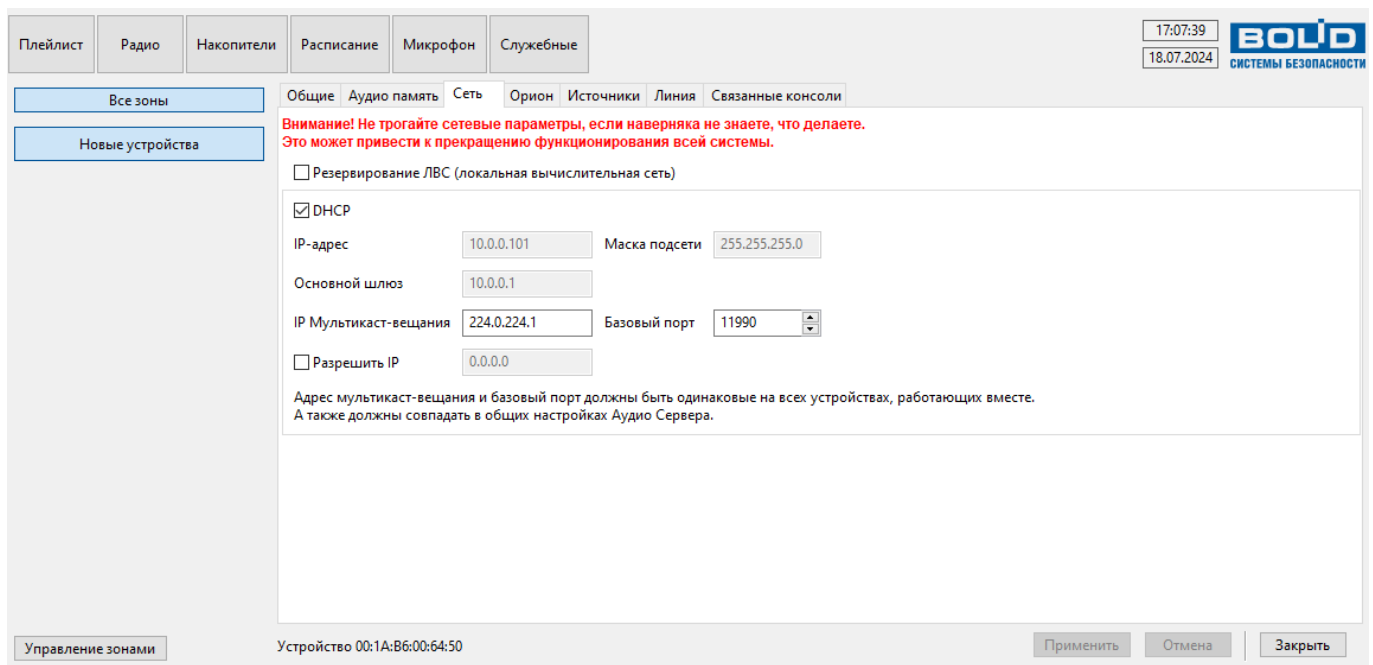 Плейлист Радио Накопители Расписание Микрофон Служебные
17:07:39
18.07.2024
BOLID
СИСТЕМЫ БЕЗОПАСНОСТИ
Все зоны
Новые устройства
Общие Аудио память Сеть Орион Источники Линия Связанные консоли
Внимание! Не трогайте сетевые параметры, если наверняка не знаете, что делаете.
Это может привести к прекращению функционирования всей системы.
Резервирование ЛВС (локальная вычислительная сеть)
DHCP
IP-адрес 10.0.0.101 Маска подсети 255.255.255.0
Основной шлюз 10.0.0.1
IP Мультикаст-вещания 224.0.224.1 Базовый порт 11990
Разрешить IP 0.0.0.0
Адрес мультикаст-вещания и базовый порт должны быть одинаковые на всех устройствах, работающих вместе.
А также должны совпадать в общих настройках Аудио Сервера.
Управление зонами Устройство 00:1A:B6:00:64:50 Применить Отмена Закрыть